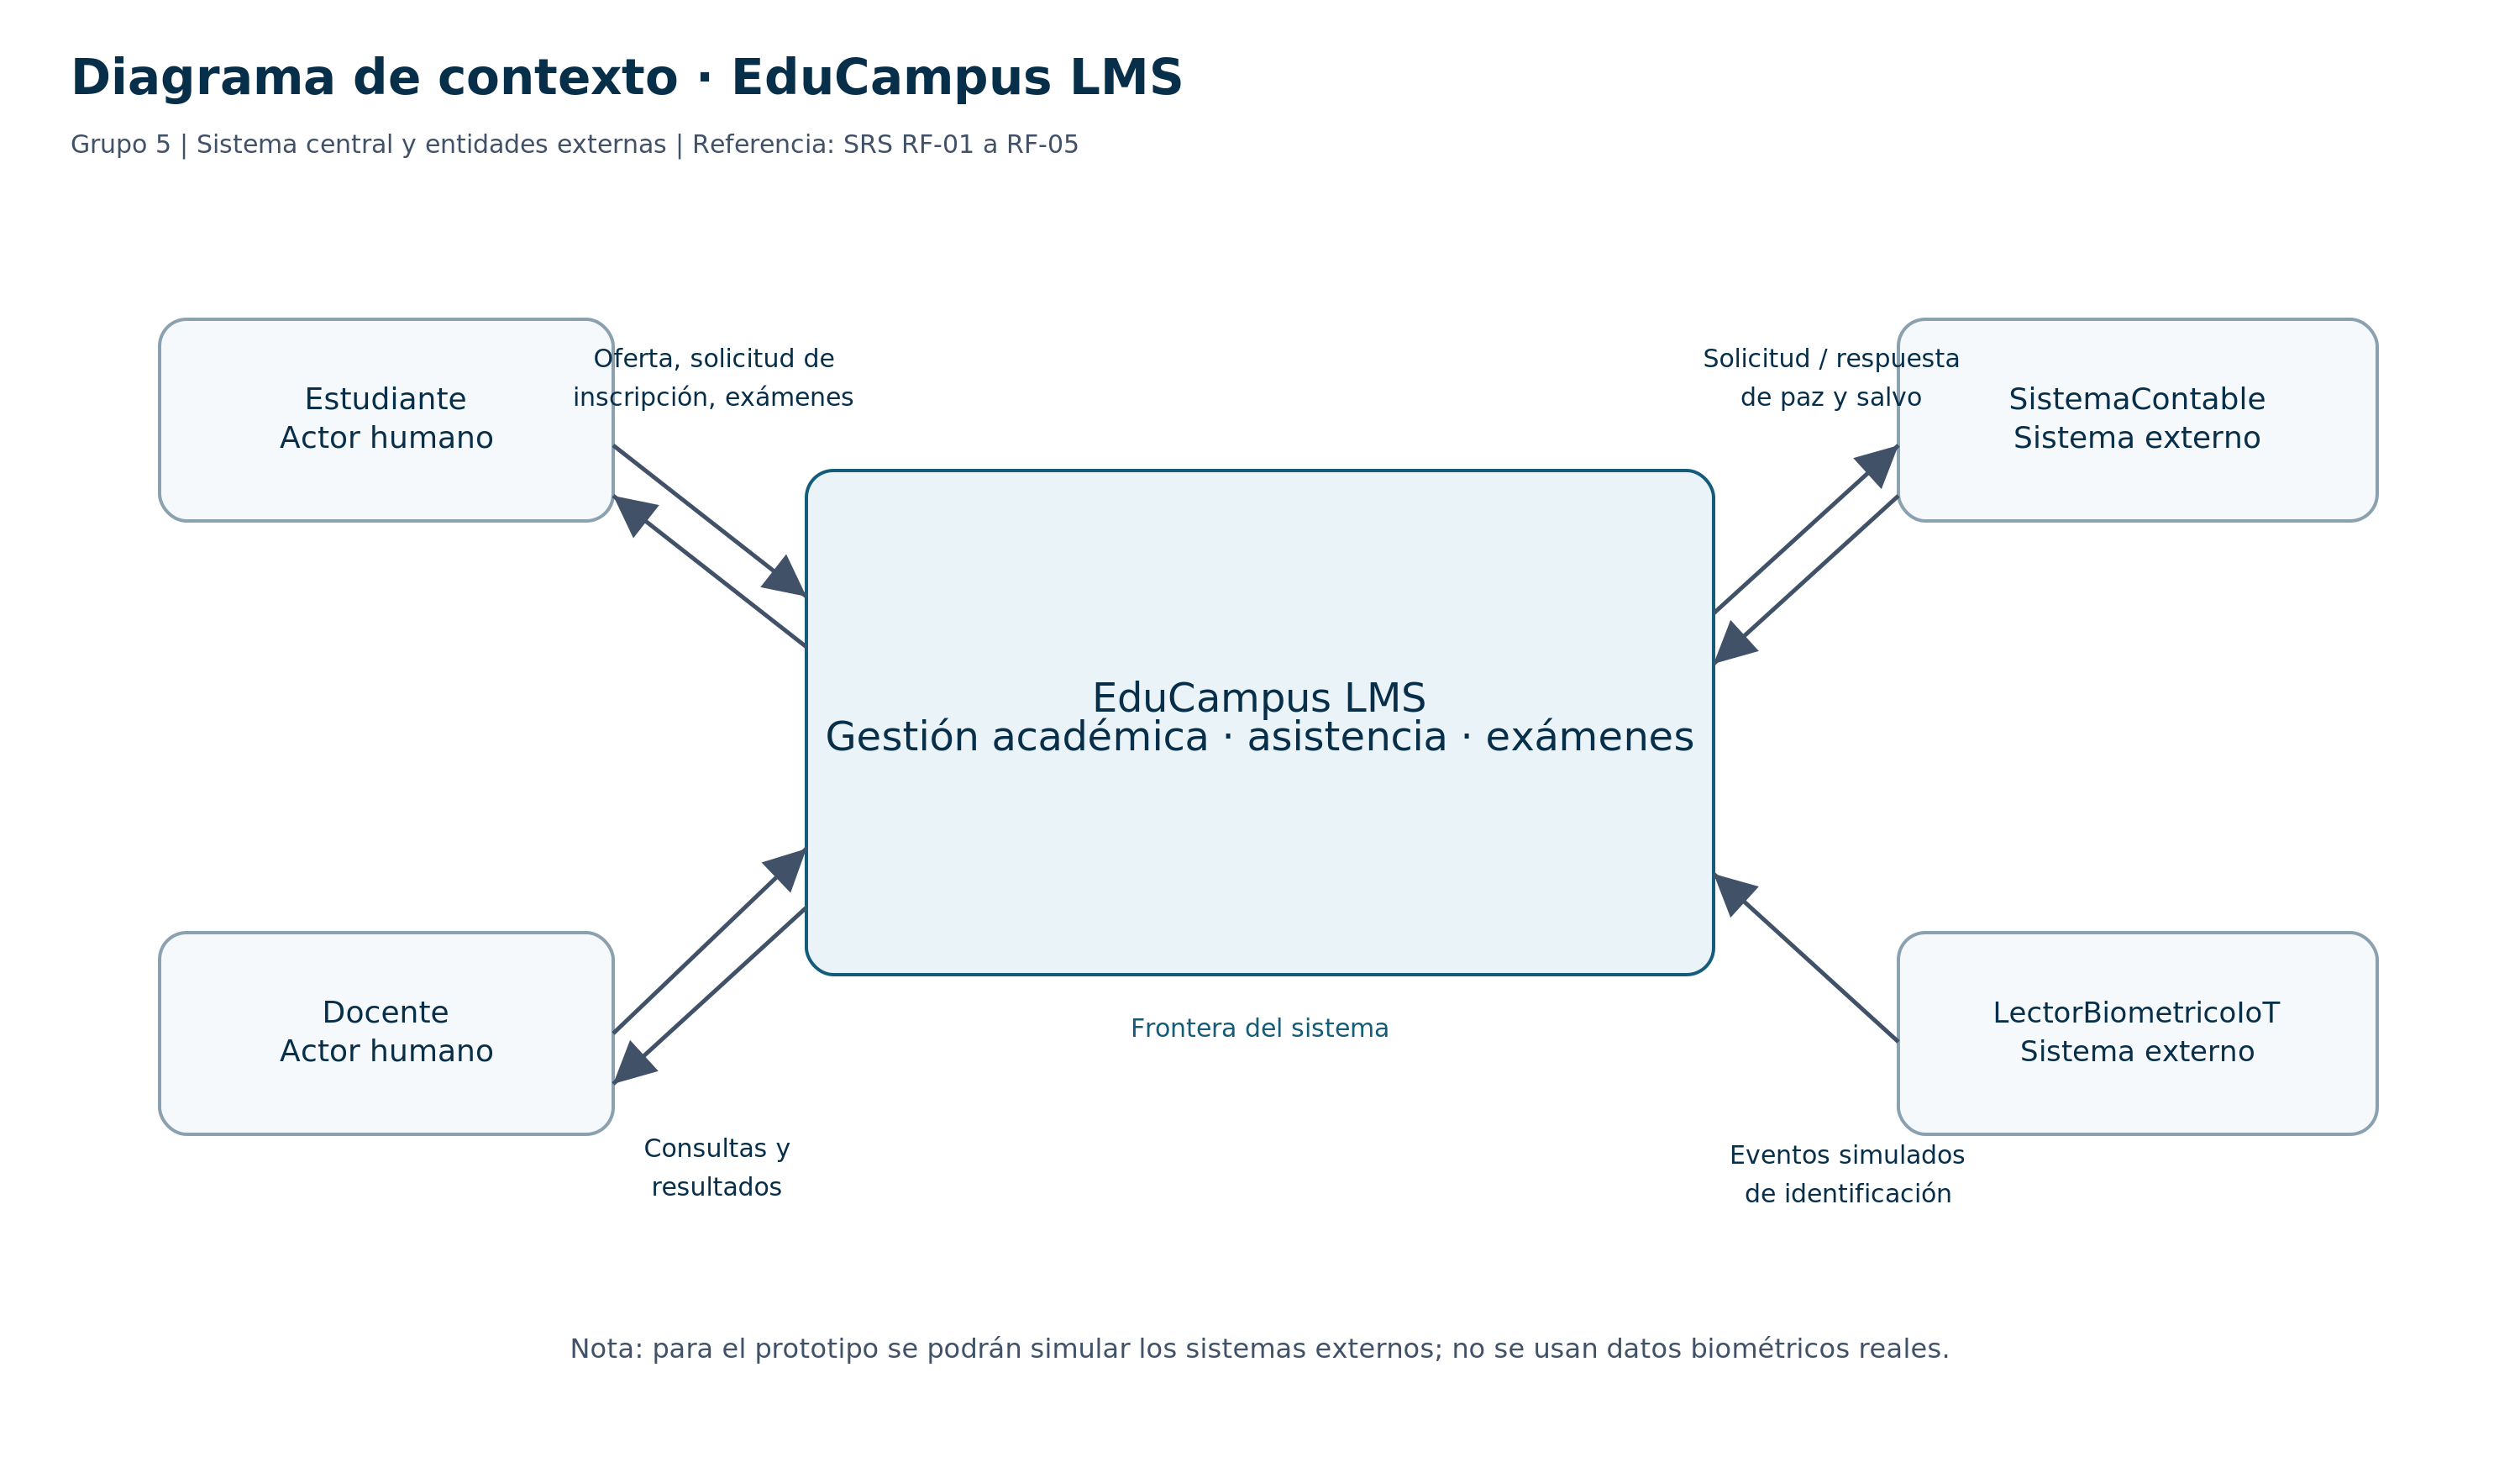 Diagrama de contexto · EduCampus LMS
Grupo 5 | Sistema central y entidades externas | Referencia: SRS RF-01 a RF-05
Estudiante
Actor humano
Oferta, solicitud de
inscripción, exámenes
Solicitud / respuesta
de paz y salvo
SistemaContable
Sistema externo
EduCampus LMS
Gestión académica · asistencia · exámenes
Docente
Actor humano
Frontera del sistema
LectorBiometricoIoT
Sistema externo
Consultas y
resultados
Eventos simulados
de identificación
Nota: para el prototipo se podrán simular los sistemas externos; no se usan datos biométricos reales.